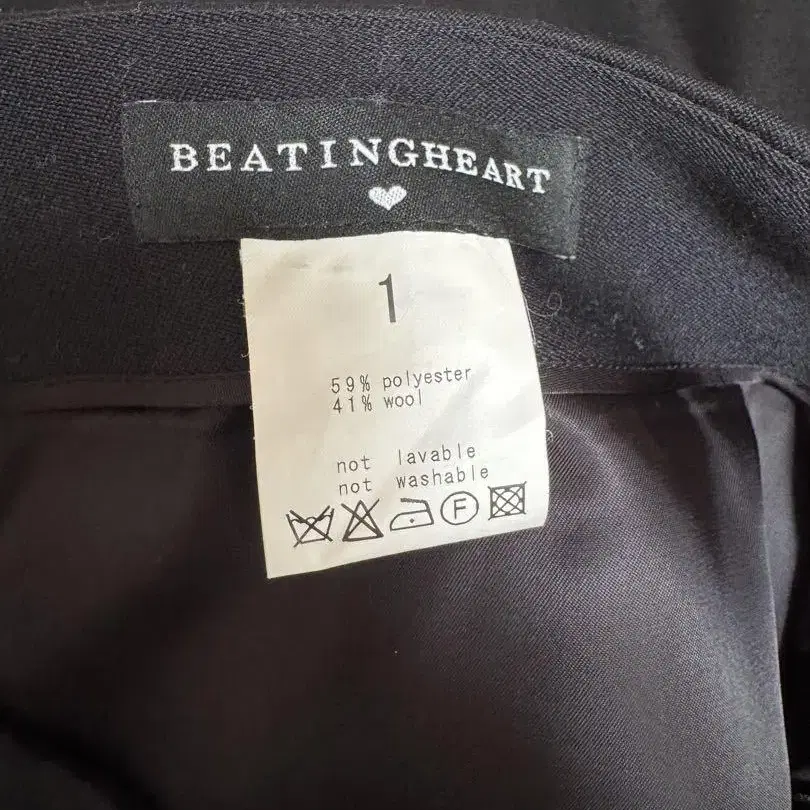 BEATINGHEART
1
59% polyester
41% wool
not lavable
not washable
F